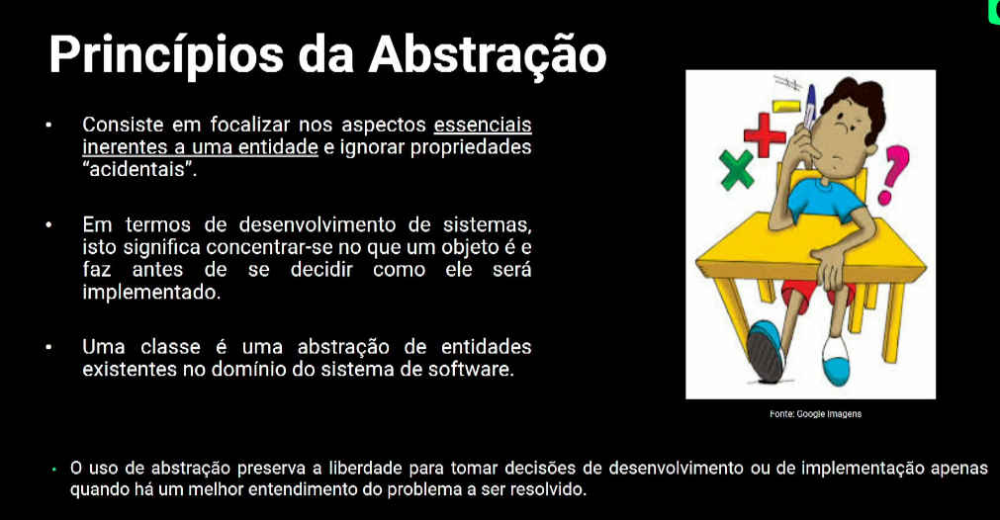 Princípios da Abstração
• Consiste em focalizar nos aspectos essenciais
inerentes a uma entidade e ignorar propriedades
“acidentais”.
• Em termos de desenvolvimento de sistemas,
isto significa concentrar-se no que um objeto é e
faz antes de se decidir como ele será
implementado.
• Uma classe é uma abstração de entidades
existentes no domínio do sistema de software.
?
Fonte: Google Imagens
• O uso de abstração preserva a liberdade para tomar decisões de desenvolvimento ou de implementação apenas
quando há um melhor entendimento do problema a ser resolvido.